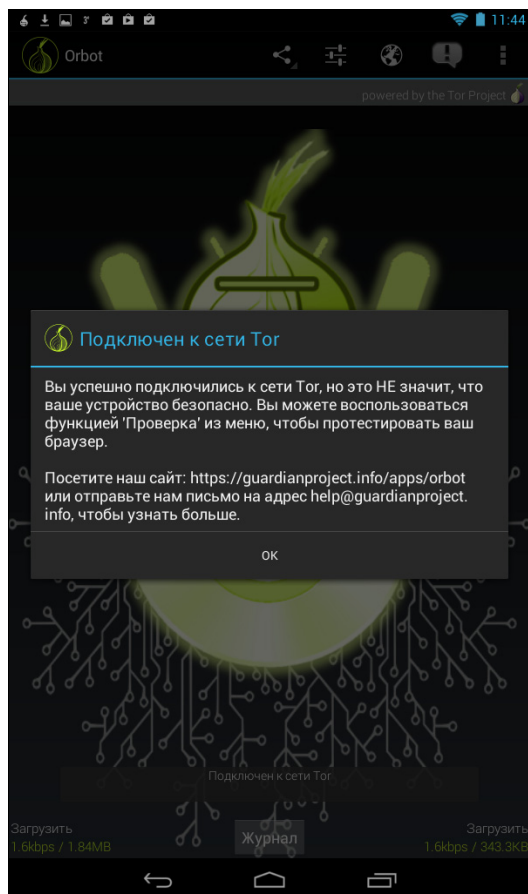 11:44
Orbot
powered by the Tor Project
Подключен к сети Tor
Вы успешно подключились к сети Tor, но это НЕ значит, что
ваше устройство безопасно. Вы можете воспользоваться
функцией 'Проверка' из меню, чтобы протестировать ваш
браузер.
Посетите наш сайт: https://guardianproject.info/apps/orbot
или отправьте нам письмо на адрес help@guardianproject.
info, чтобы узнать больше.
ОК
Подключен к сети Tor
Загрузить
1.6kbps / 1.84MB
Журнал
Загрузить
1.6kbps / 343.3KB